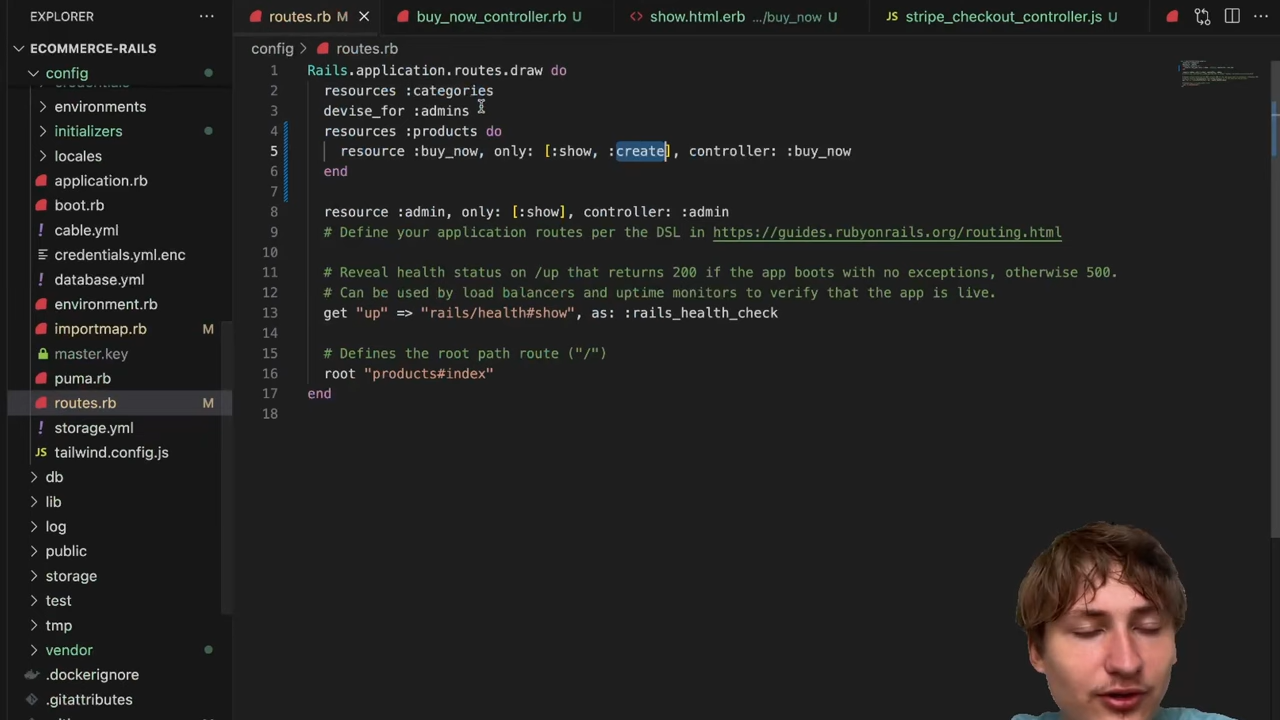 EXPLORER
routes.rb M
buy_now_controller.rb U
show.html.erb .../buy_now U
JS stripe_checkout_controller.js U
ECOMMERCE-RAILS
config
environments
initializers
locales
application.rb
boot.rb
cable.yml
credentials.yml.enc
database.yml
environment.rb
importmap.rb M
master.key
puma.rb
routes.rb M
storage.yml
JS tailwind.config.js
db
lib
log
public
storage
test
tmp
vendor
.dockerignore
.gitattributes
config > routes.rb
1 Rails.application.routes.draw do
2 resources :categories
3 devise_for :admins
4 resources :products do
5 resource :buy_now, only: [:show, :create], controller: :buy_now
6 end
7
8 resource :admin, only: [:show], controller: :admin
9 # Define your application routes per the DSL in https://guides.rubyonrails.org/routing.html
10
11 # Reveal health status on /up that returns 200 if the app boots with no exceptions, otherwise 500.
12 # Can be used by load balancers and uptime monitors to verify that the app is live.
13 get "up" => "rails/health#show", as: :rails_health_check
14
15 # Defines the root path route ("/")
16 root "products#index"
17 end
18